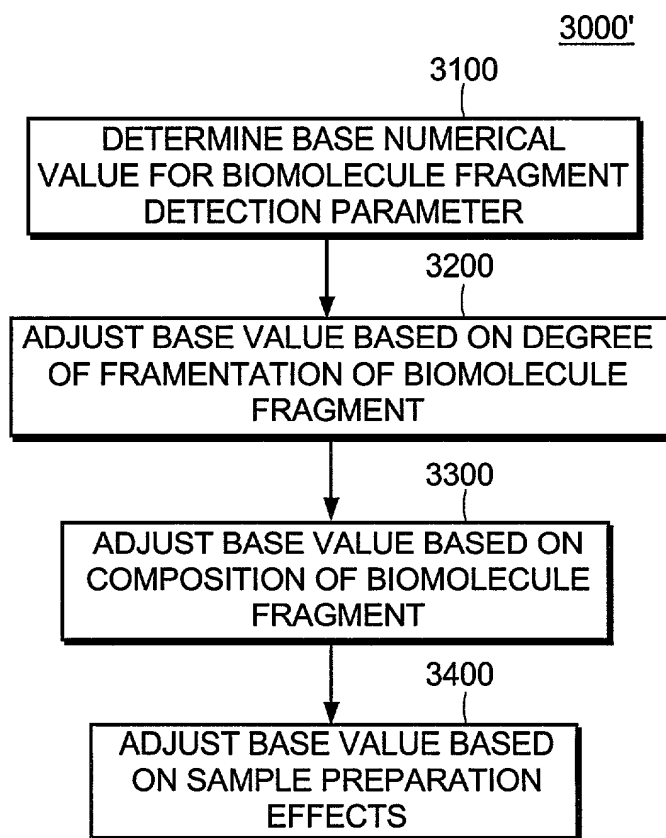 3000'
3100
DETERMINE BASE NUMERICAL
VALUE FOR BIOMOLECULE FRAGMENT
DETECTION PARAMETER
3200
ADJUST BASE VALUE BASED ON DEGREE
OF FRAMENTATION OF BIOMOLECULE
FRAGMENT
3300
ADJUST BASE VALUE BASED ON
COMPOSITION OF BIOMOLECULE
FRAGMENT
3400
ADJUST BASE VALUE BASED
ON SAMPLE PREPARATION
EFFECTS